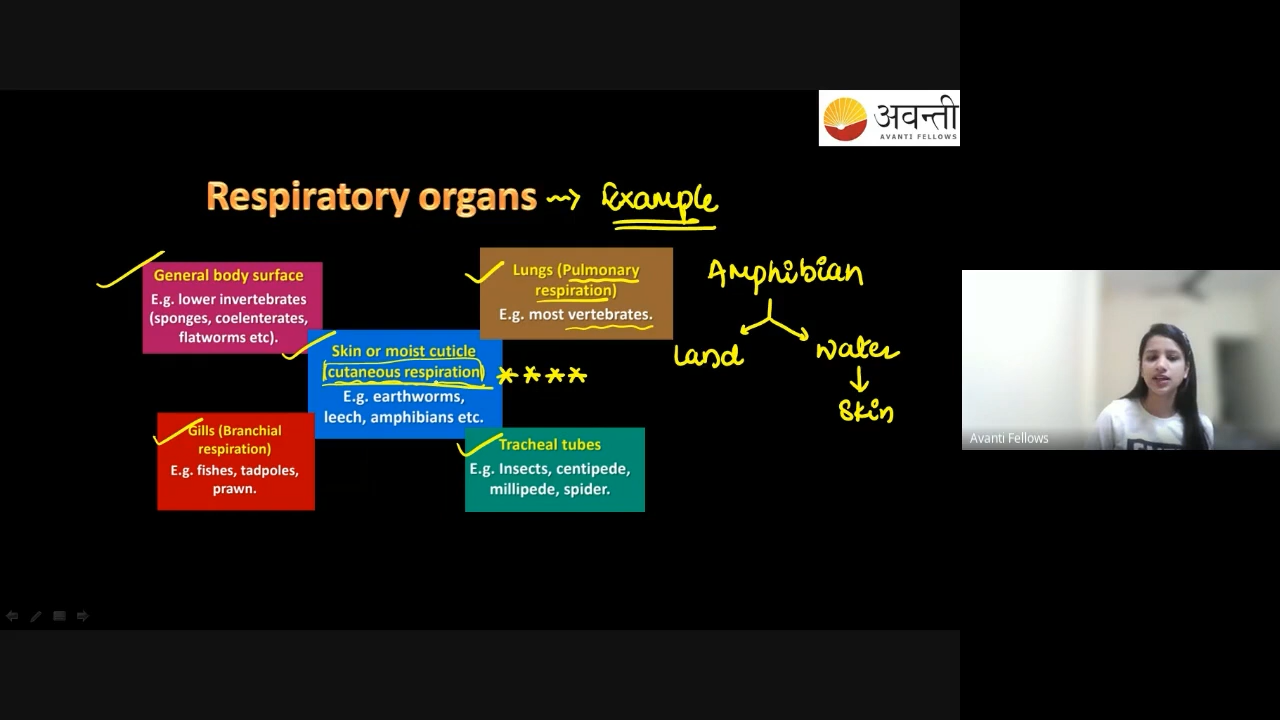 अवन्ती
AVANTI FELLOWS
Respiratory organs
Example
General body surface
E.g. lower invertebrates
(sponges, coelenterates,
flatworms etc).
Lungs (Pulmonary
respiration)
E.g. most vertebrates.
Amphibian
Land
water
Skin
Skin or moist cuticle
(cutaneous respiration)
****
E.g. earthworms,
leech, amphibians etc.
Gills (Branchial
respiration)
E.g. fishes, tadpoles,
prawn.
Tracheal tubes
E.g. Insects, centipede,
millipede, spider.
Avanti Fellows